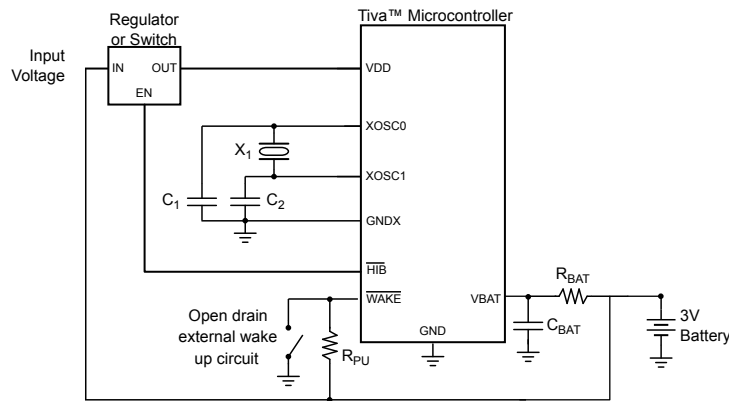 Tiva™ Microcontroller
Regulator
or Switch
Input
Voltage
IN
OUT
EN
VDD
XOSC0
X1
XOSC1
C1
C2
GNDX
HIB
WAKE
VBAT
RBAT
Open drain
external wake
up circuit
RPU
GND
CBAT
3V
Battery